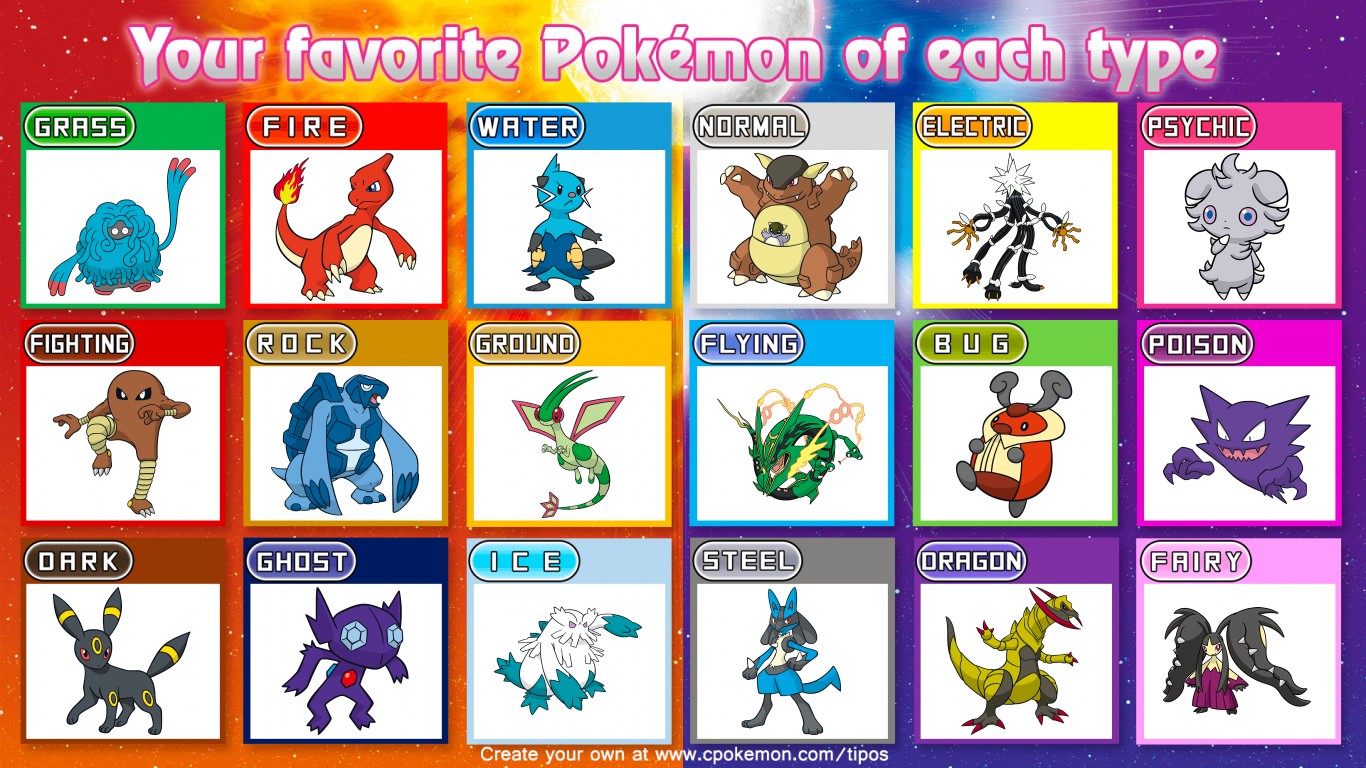 Your favorite Pokémon of each type
GRASS
FIRE
WATER
NORMAL
ELECTRIC
PSYCHIC
FIGHTING
ROCK
GROUND
FLYING
BUG
POISON
DARK
GHOST
ICE
STEEL
DRAGON
FAIRY
Create your own at www.cpokemon.com/tipos